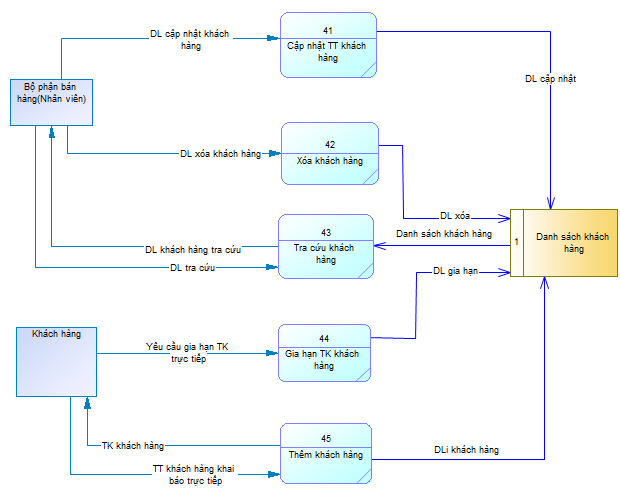 41
Cập nhật TT khách
hàng
DL cập nhật khách
hàng
DL cập nhật
Bộ phận bán
hàng(Nhân viên)
42
Xóa khách hàng
DL xóa khách hàng
DL xóa
43
Tra cứu khách
hàng
DL khách hàng tra cứu
DL tra cứu
Danh sách khách hàng
1
Danh sách khách
hàng
DL gia hạn
Khách hàng
Yêu cầu gia hạn TK
trực tiếp
44
Gia hạn TK khách
hàng
45
Thêm khách hàng
TK khách hàng
TT khách hàng khai
báo trực tiếp
DLi khách hàng